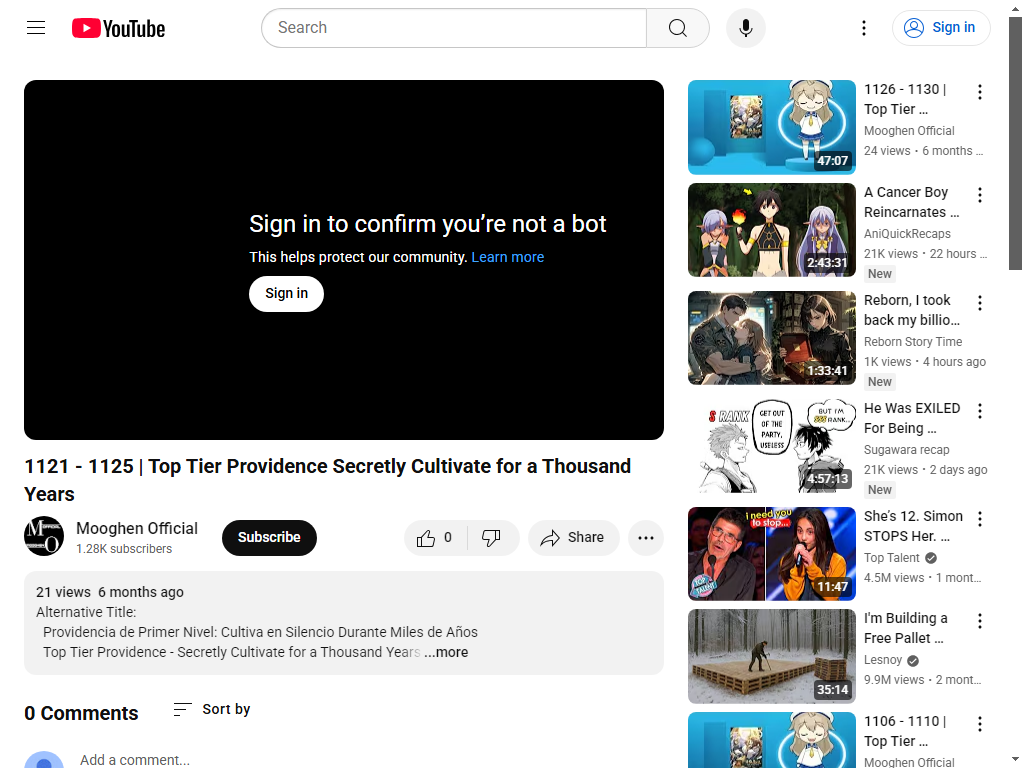 YouTube
Search
Sign in
Sign in to confirm you’re not a bot
This helps protect our community. Learn more
Sign in
1121 - 1125 | Top Tier Providence Secretly Cultivate for a Thousand
Years
Mooghen Official
1.28K subscribers
Subscribe
0
Share
21 views 6 months ago
Alternative Title:
Providencia de Primer Nivel: Cultiva en Silencio Durante Miles de Años
Top Tier Providence - Secretly Cultivate for a Thousand Years ...more
0 Comments
Sort by
Add a comment...
47:07
1126 - 1130 |
Top Tier ...
Mooghen Official
24 views • 6 months ...
2:43:31
A Cancer Boy
Reincarnates ...
AniQuickRecaps
21K views • 22 hours ...
New
1:33:41
Reborn, I took
back my billio...
Reborn Story Time
1K views • 4 hours ago
New
S RANK
GET OUT
OF THE
PARTY,
USELESS
BUT I'M
SSS RANK...
4:57:13
He Was EXILED
For Being ...
Sugawara recap
21K views • 2 days ago
New
i need you
to stop...
TOP
TALENT
11:47
She's 12. Simon
STOPS Her. ...
Top Talent
4.5M views • 1 mont...
35:14
I'm Building a
Free Pallet ...
Lesnoy
9.9M views • 2 mont...
1106 - 1110 |
Top Tier ...
Mooghen Official